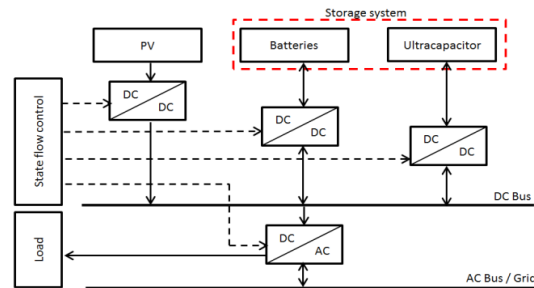 Storage system
PV
Batteries
Ultracapacitor
DC
DC
DC
DC
DC
DC
State flow control
DC Bus
Load
DC
AC
AC Bus / Grid